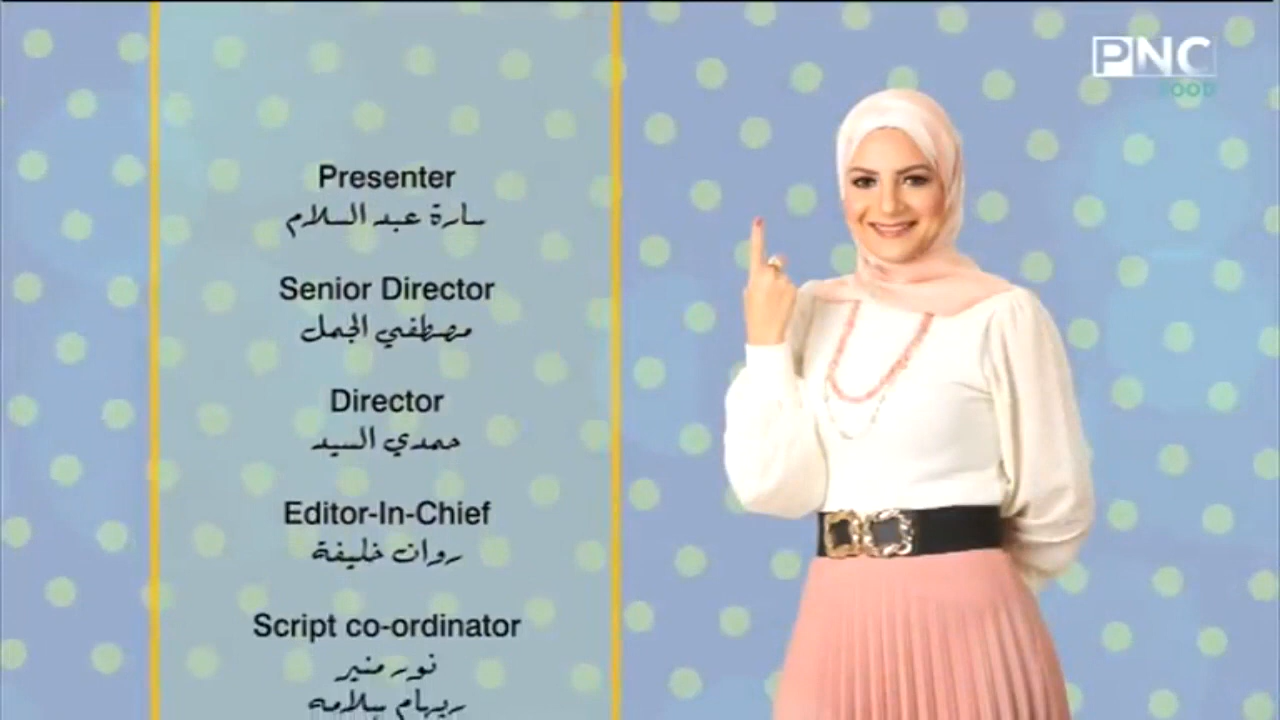 PNC
FOOD
Presenter
سارة عبد السلام
Senior Director
مصطفي الجمل
Director
حمدي السيد
Editor-In-Chief
روان خليفة
Script co-ordinator
نور منير
ريهام سلامه